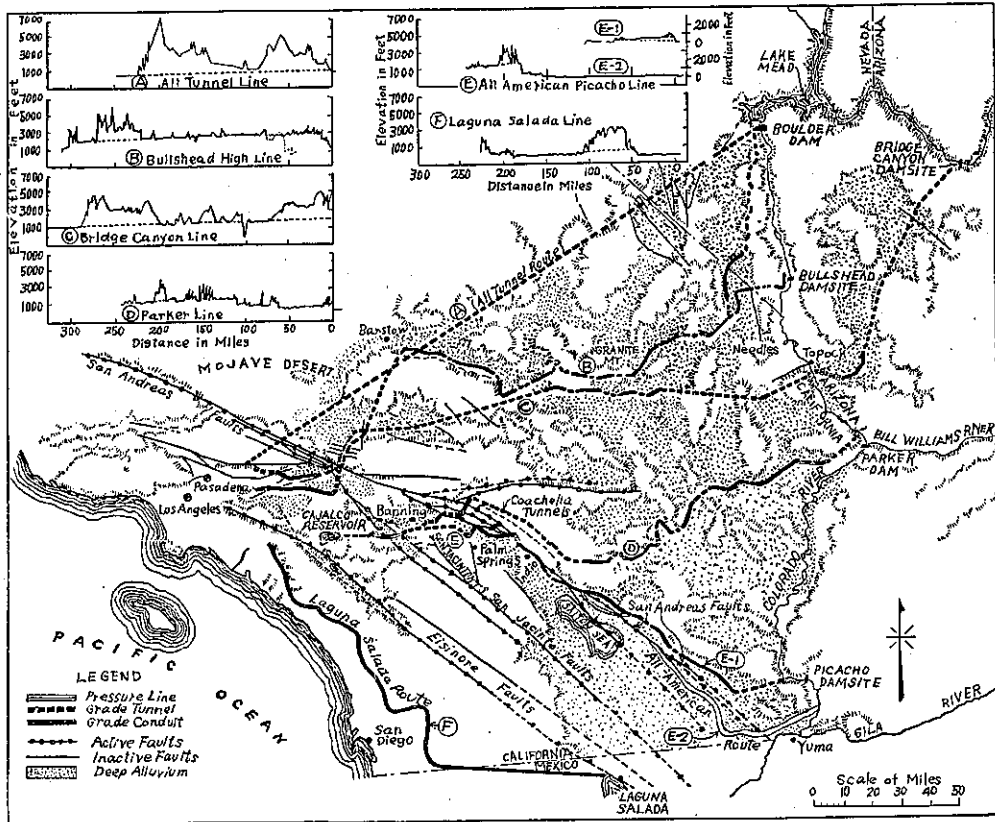 7000
5000
3000
1000
Ⓐ All Tunnel Line
7000
5000
3000
1000
Ⓑ Bullshead High Line
7000
5000
3000
1000
Ⓒ Bridge Canyon Line
7000
5000
3000
1000
Ⓓ Parker Line
300 250 200 150 100 50 0
Distance in Miles
Elevation in Feet
7000
5000
3000
1000
E-1
E-2
2000
0
2000
0
Elevation in Feet
Ⓔ All American Picacho Line
7000
5000
3000
1000
Ⓕ Laguna Salada Line
250 200 150 100 50 0
Distance in Miles
Elevation in Feet
LAKE
MEAD
NEVADA
ARIZONA
BOULDER
DAM
BRIDGE
CANYON
DAMSITE
A (All Tunnel Route)
BULLSHEAD
DAMSITE
Barstow
GRANITE
MT.
B
Needles
Topock
MOJAVE DESERT
San Andreas
Faults
C
ARIZONA
CALIFORNIA
BILL WILLIAMS RIVER
PARKER
DAM
Pasadena
Los Angeles
CAJALCO
RESERVOIR
Banning
Coachella
Tunnels
E
Palm
Springs
SAN JACINTO MTS
D
COLORADO RIVER
San Jacinto Faults
San Andreas Faults
SALTON SEA
E-1
All American
Route
PICACHO
DAMSITE
E-2
Yuma
GILA
RIVER
Laguna Salada Route
Elsinore
Faults
PACIFIC
OCEAN
San
Diego
F
CALIFORNIA
MEXICO
LAGUNA
SALADA
LEGEND
Pressure Line
Grade Tunnel
Grade Conduit
Active Faults
Inactive Faults
Deep Alluvium
Scale of Miles
0 10 20 30 50